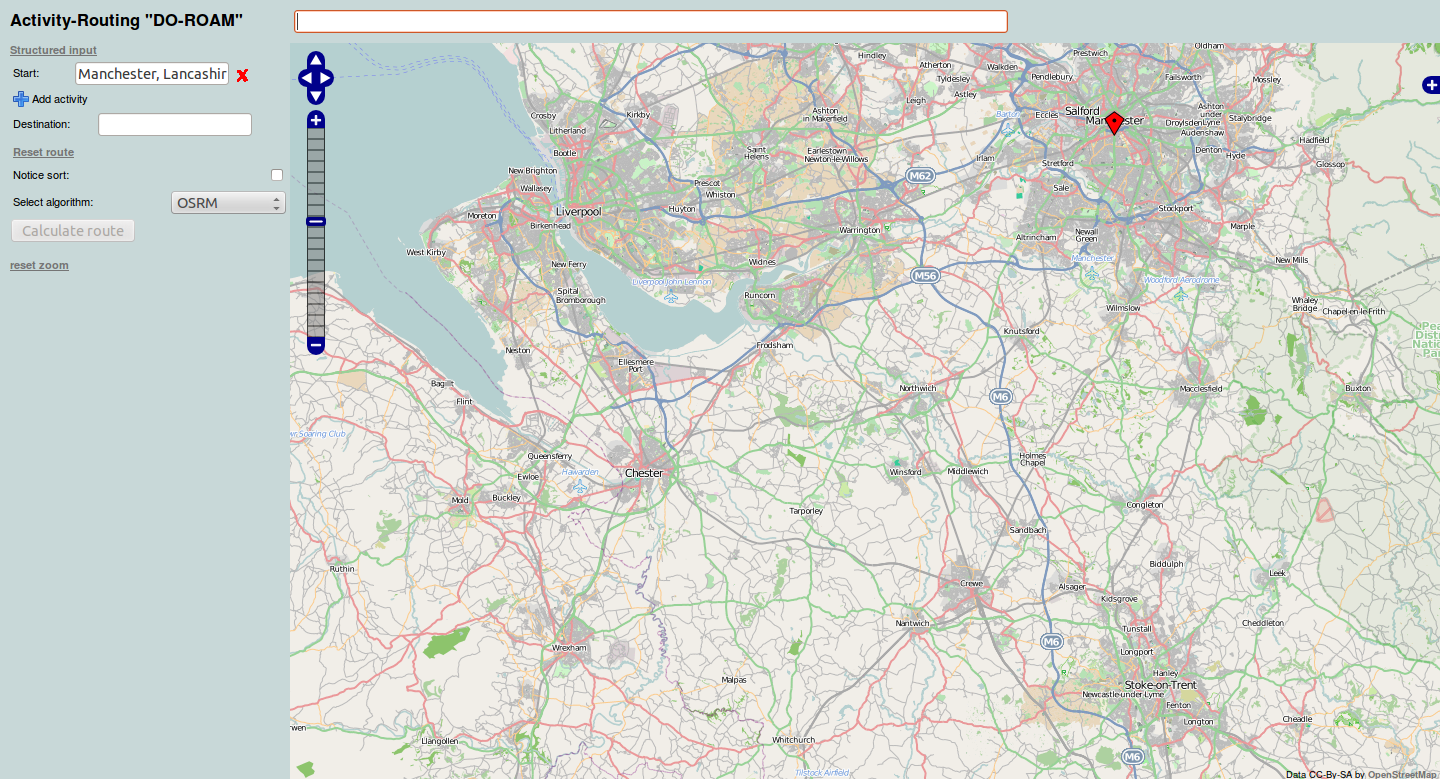 Activity-Routing "DO-ROAM"
Structured input
Start: Manchester, Lancashir
Add activity
Destination:
Reset route
Notice sort:
Select algorithm: OSRM
Calculate route
reset zoom
Hindley
Atherton
Walkden
Prestwich
Oldham
Tyldesley
Pendlebury
Failsworth
Mossley
Leigh
Astley
Crosby
Kirkby
Ashton
in Makerfield
Barton
Eccles
Salford
Manchester
Ashton
under
Lyne
Stalybridge
Droylsden
Audenshaw
Litherland
Bootle
Saint
Helens
Earlestown
Newton-le-Willows
Irlam
Stretford
Denton
Hyde
Hadfield
Glossop
New Brighton
Wallasey
Prescot
Whiston
M62
Sale
Moreton
Liverpool
Huyton
Stockport
Birkenhead
Warrington
Altrincham
Newall
Green
Marple
West Kirby
New Ferry
Widnes
Manchester
New Mills
M56
Liverpool John Lennon
Woodford Aerodrome
Spital
Bromborough
Runcorn
Wilmslow
Whaley
Bridge
Chapel-en-le-Frith
Knutsford
Pea
Distr
Nation
Par
Neston
Frodsham
Ellesmere
Port
Bagillt
Flint
Northwich
M6
Macclesfield
Buxton
wn Soaring Club
Queensferry
Hawarden
Ewloe
Chester
Winsford
Middlewich
Holmes
Chapel
Mold
Buckley
Tarporley
Congleton
Sandbach
Ruthin
Crewe
Alsager
Biddulph
Leek
Kidsgrove
Nantwich
Tunstall
Cheddleton
Wrexham
M6
Longport
Hanley
Malpas
Stoke-on-Trent
Newcastle-under-Lyme
Fenton
Longton
Cheadle
rwen
Llangollen
Whitchurch
M6
Tilstock Airfield
Data CC-By-SA by OpenStreetMap